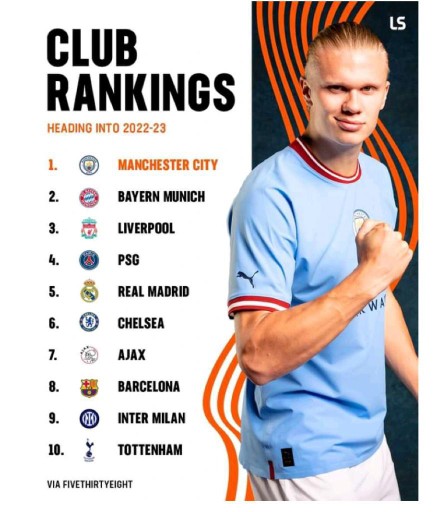 LS
CLUB
RANKINGS
HEADING INTO 2022-23
1. MANCHESTER CITY
2. BAYERN MUNICH
3. LIVERPOOL
4. PSG
5. REAL MADRID
6. CHELSEA
7. AJAX
8. BARCELONA
9. INTER MILAN
10. TOTTENHAM
VIA FIVETHIRTYEIGHT